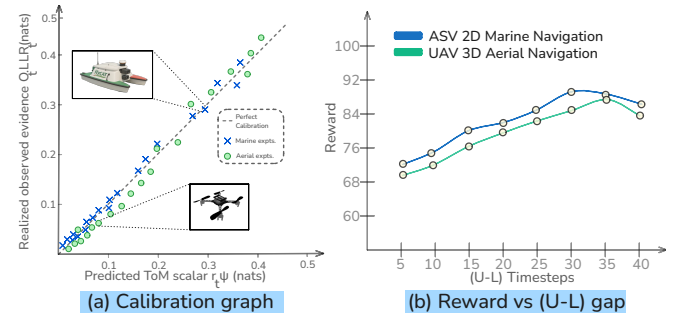 Realized observed evidence Q LLR(nats)
t t
0.5
0.4
0.3
0.2
0.1
0.1 0.2 0.3 0.4 0.5
Predicted ToM scalar r ψ (nats)
t
Perfect
Calibration
Marine expts.
Aerial expts.
(a) Calibration graph
Reward
100
92
84
76
68
60
5 10 15 20 25 30 35 40
(U-L) Timesteps
ASV 2D Marine Navigation
UAV 3D Aerial Navigation
(b) Reward vs (U-L) gap